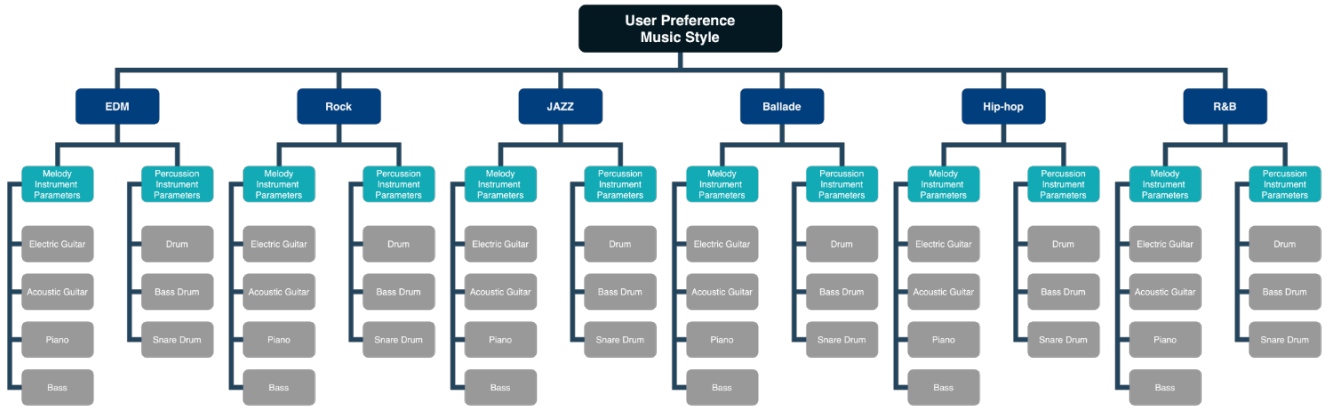 User Preference
Music Style
EDM
Rock
JAZZ
Ballade
Hip-hop
R&B
Melody
Instrument
Parameters
Percussion
Instrument
Parameters
Melody
Instrument
Parameters
Percussion
Instrument
Parameters
Melody
Instrument
Parameters
Percussion
Instrument
Parameters
Melody
Instrument
Parameters
Percussion
Instrument
Parameters
Melody
Instrument
Parameters
Percussion
Instrument
Parameters
Melody
Instrument
Parameters
Percussion
Instrument
Parameters
Electric Guitar
Drum
Electric Guitar
Drum
Electric Guitar
Drum
Electric Guitar
Drum
Electric Guitar
Drum
Electric Guitar
Drum
Acoustic Guitar
Bass Drum
Acoustic Guitar
Bass Drum
Acoustic Guitar
Bass Drum
Acoustic Guitar
Bass Drum
Acoustic Guitar
Bass Drum
Acoustic Guitar
Bass Drum
Piano
Snare Drum
Piano
Snare Drum
Piano
Snare Drum
Piano
Snare Drum
Piano
Snare Drum
Piano
Snare Drum
Bass
Bass
Bass
Bass
Bass
Bass